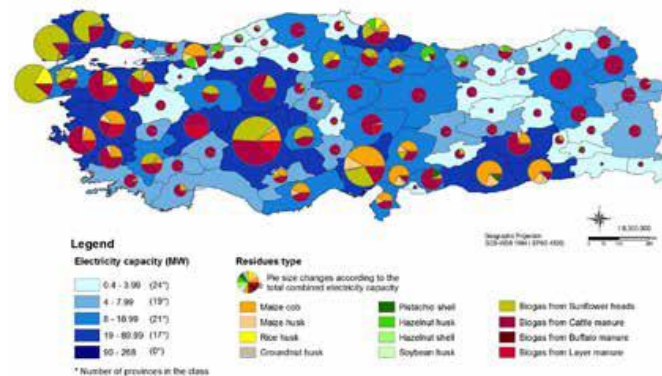 Geographic Projection
1:8,300,000
Legend
Electricity capacity (MW)
0.4 - 3.99 (24*)
4 - 7.99 (19*)
8 - 18.99 (21*)
19 - 89.99 (17*)
90 - 268 (0*)
* Number of provinces in the class
Residues type
Pie size changes according to the
total combined electricity capacity
Maize cob
Maize husk
Rice husk
Groundnut husk
Pistachio shell
Hazelnut husk
Hazelnut shell
Soybean husk
Biogas from Sunflower heads
Biogas from Cattle manure
Biogas from Buffalo manure
Biogas from Layer manure